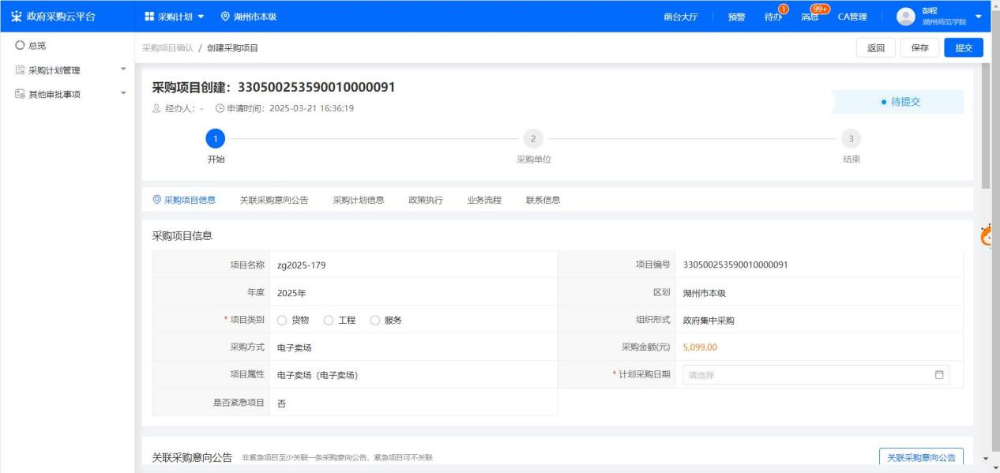 政府采购云平台 采购计划 湖州市本级 前台大厅 预警 待办 1 消息 99+ CA管理 彭程
湖州师范学院
总览
采购计划管理
其他审批事项
采购项目确认 / 创建采购项目 返回 保存 提交
采购项目创建：330500253590010000091
经办人：- 申请时间：2025-03-21 16:36:19
待提交
1 2 3
开始 采购单位 结束
采购项目信息 关联采购意向公告 采购计划信息 政策执行 业务流程 联系信息
采购项目信息
项目名称 zg2025-179 项目编号 330500253590010000091
年度 2025年 区划 湖州市本级
* 项目类别 货物 工程 服务 组织形式 政府集中采购
采购方式 电子卖场 采购金额(元) 5,099.00
项目属性 电子卖场（电子卖场） * 计划采购日期 请选择
是否紧急项目 否
关联采购意向公告 非紧急项目至少关联一条采购意向公告，紧急项目可不关联 关联采购意向公告